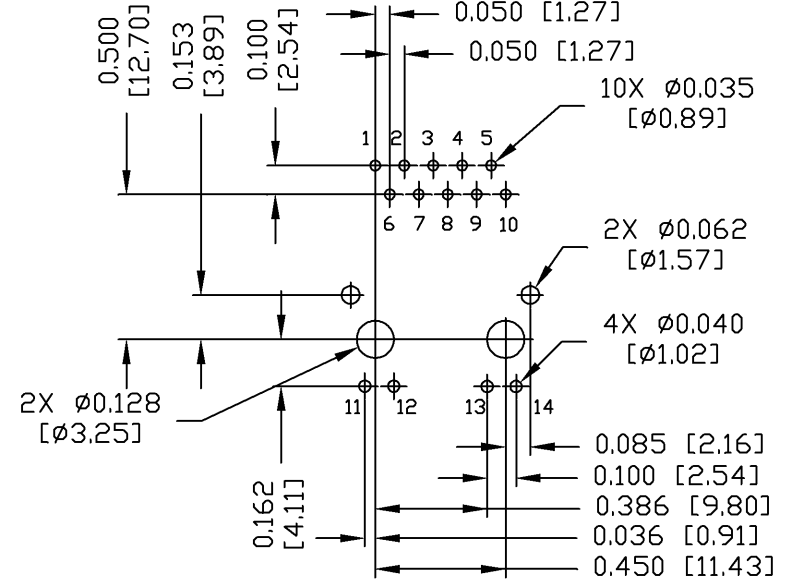 0.050 [1.27]
0.500
[12.70]
0.153
[3.89]
0.100
[2.54]
0.050 [1.27]
10X Ø0.035
[Ø0.89]
1 2 3 4 5
6 7 8 9 10
2X Ø0.062
[Ø1.57]
4X Ø0.040
[Ø1.02]
2X Ø0.128
[Ø3.25]
11 12 13 14
0.085 [2.16]
0.100 [2.54]
0.162
[4.11]
0.386 [9.80]
0.036 [0.91]
0.450 [11.43]